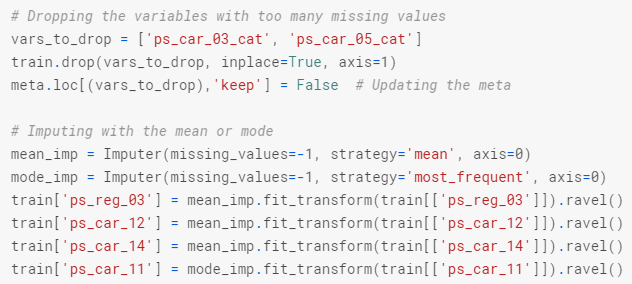 # Dropping the variables with too many missing values
vars_to_drop = ['ps_car_03_cat', 'ps_car_05_cat']
train.drop(vars_to_drop, inplace=True, axis=1)
meta.loc[(vars_to_drop),'keep'] = False  # Updating the meta

# Imputing with the mean or mode
mean_imp = Imputer(missing_values=-1, strategy='mean', axis=0)
mode_imp = Imputer(missing_values=-1, strategy='most_frequent', axis=0)
train['ps_reg_03'] = mean_imp.fit_transform(train[['ps_reg_03']]).ravel()
train['ps_car_12'] = mean_imp.fit_transform(train[['ps_car_12']]).ravel()
train['ps_car_14'] = mean_imp.fit_transform(train[['ps_car_14']]).ravel()
train['ps_car_11'] = mode_imp.fit_transform(train[['ps_car_11']]).ravel()